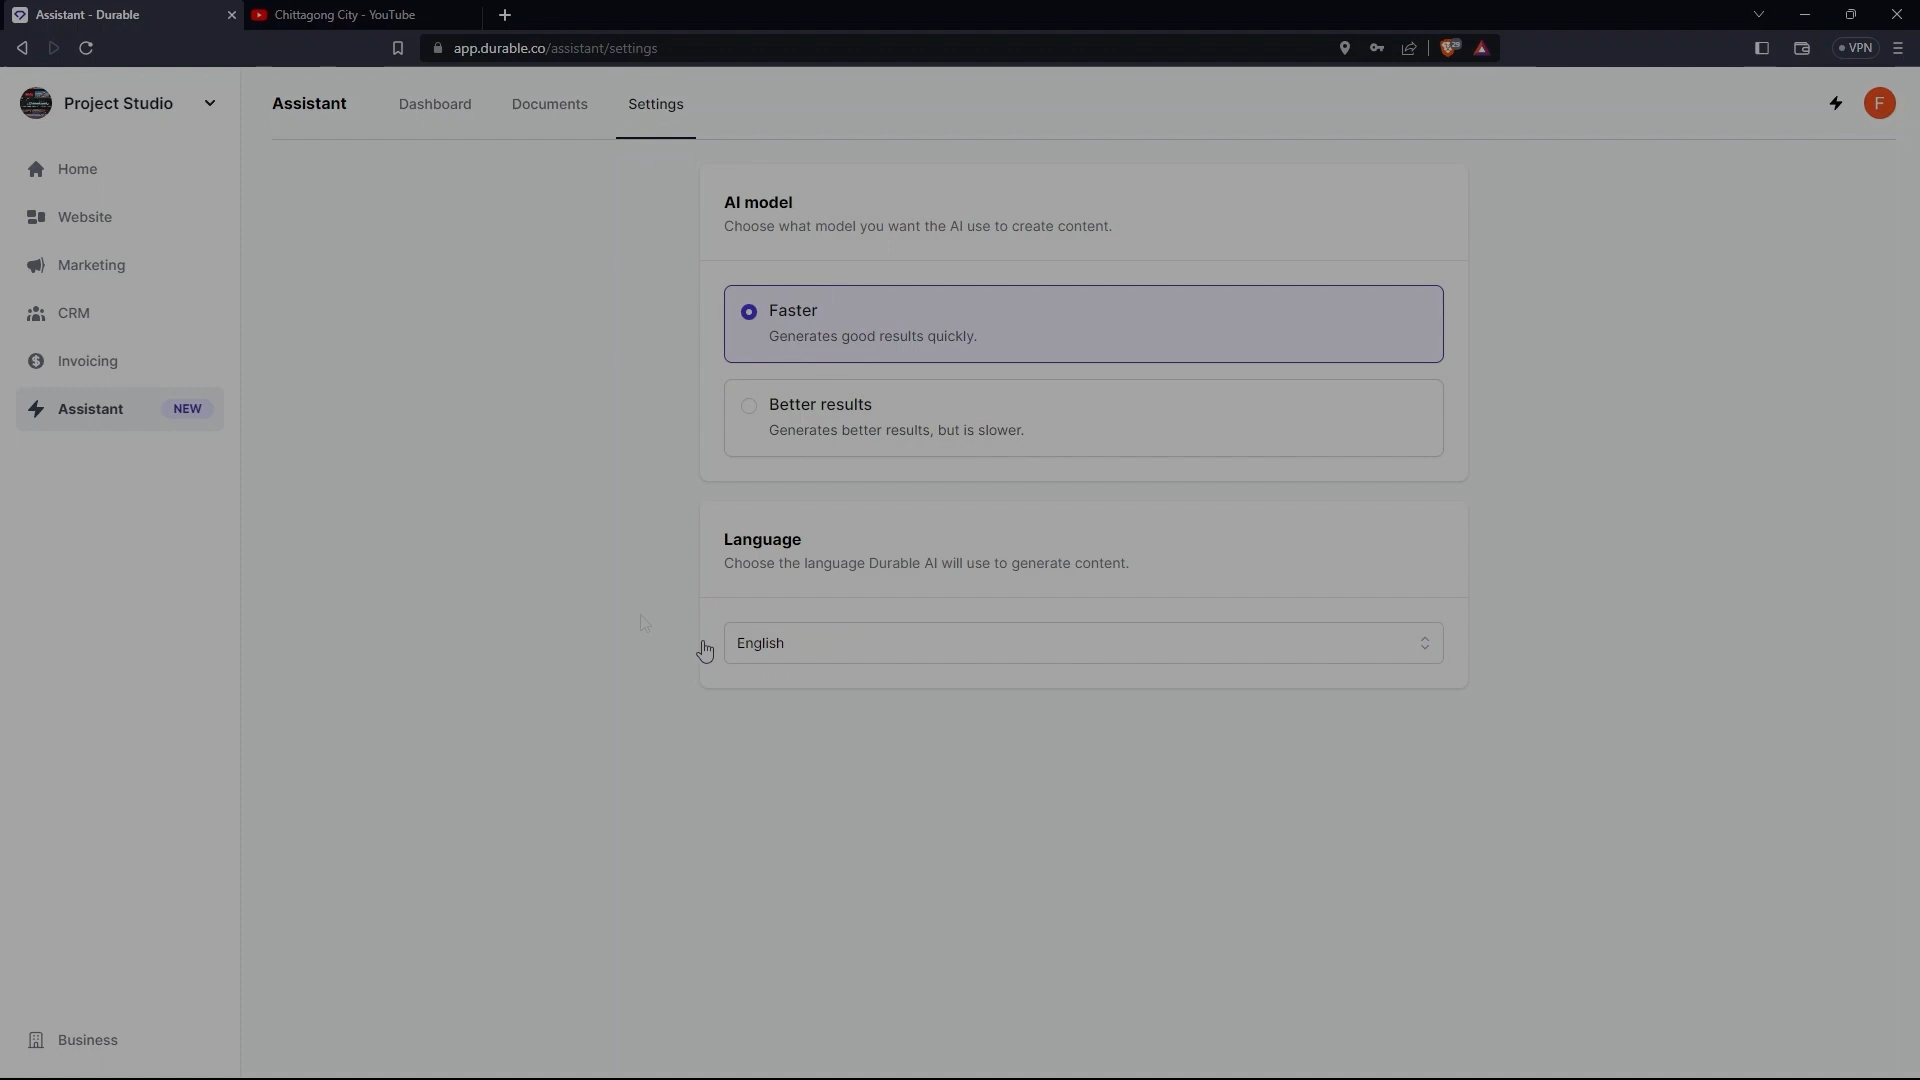 Assistant - Durable
Chittagong City - YouTube
app.durable.co/assistant/settings
29
VPN
Project Studio
Assistant
Dashboard
Documents
Settings
F
Home
Website
Marketing
CRM
Invoicing
Assistant
NEW
Business
AI model
Choose what model you want the AI use to create content.
Faster
Generates good results quickly.
Better results
Generates better results, but is slower.
Language
Choose the language Durable AI will use to generate content.
English